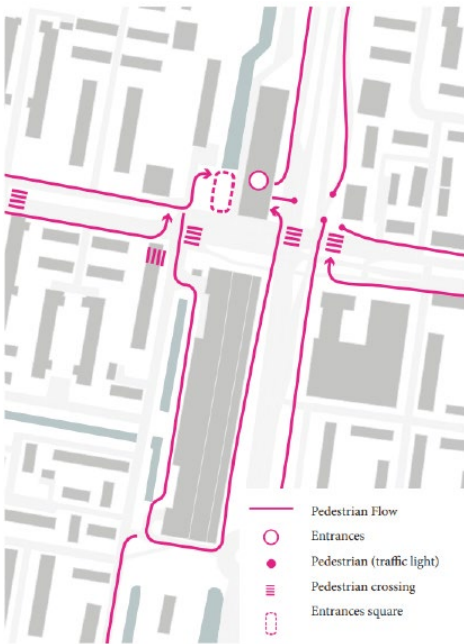 Pedestrian Flow
Entrances
Pedestrian (traffic light)
Pedestrian crossing
Entrances square